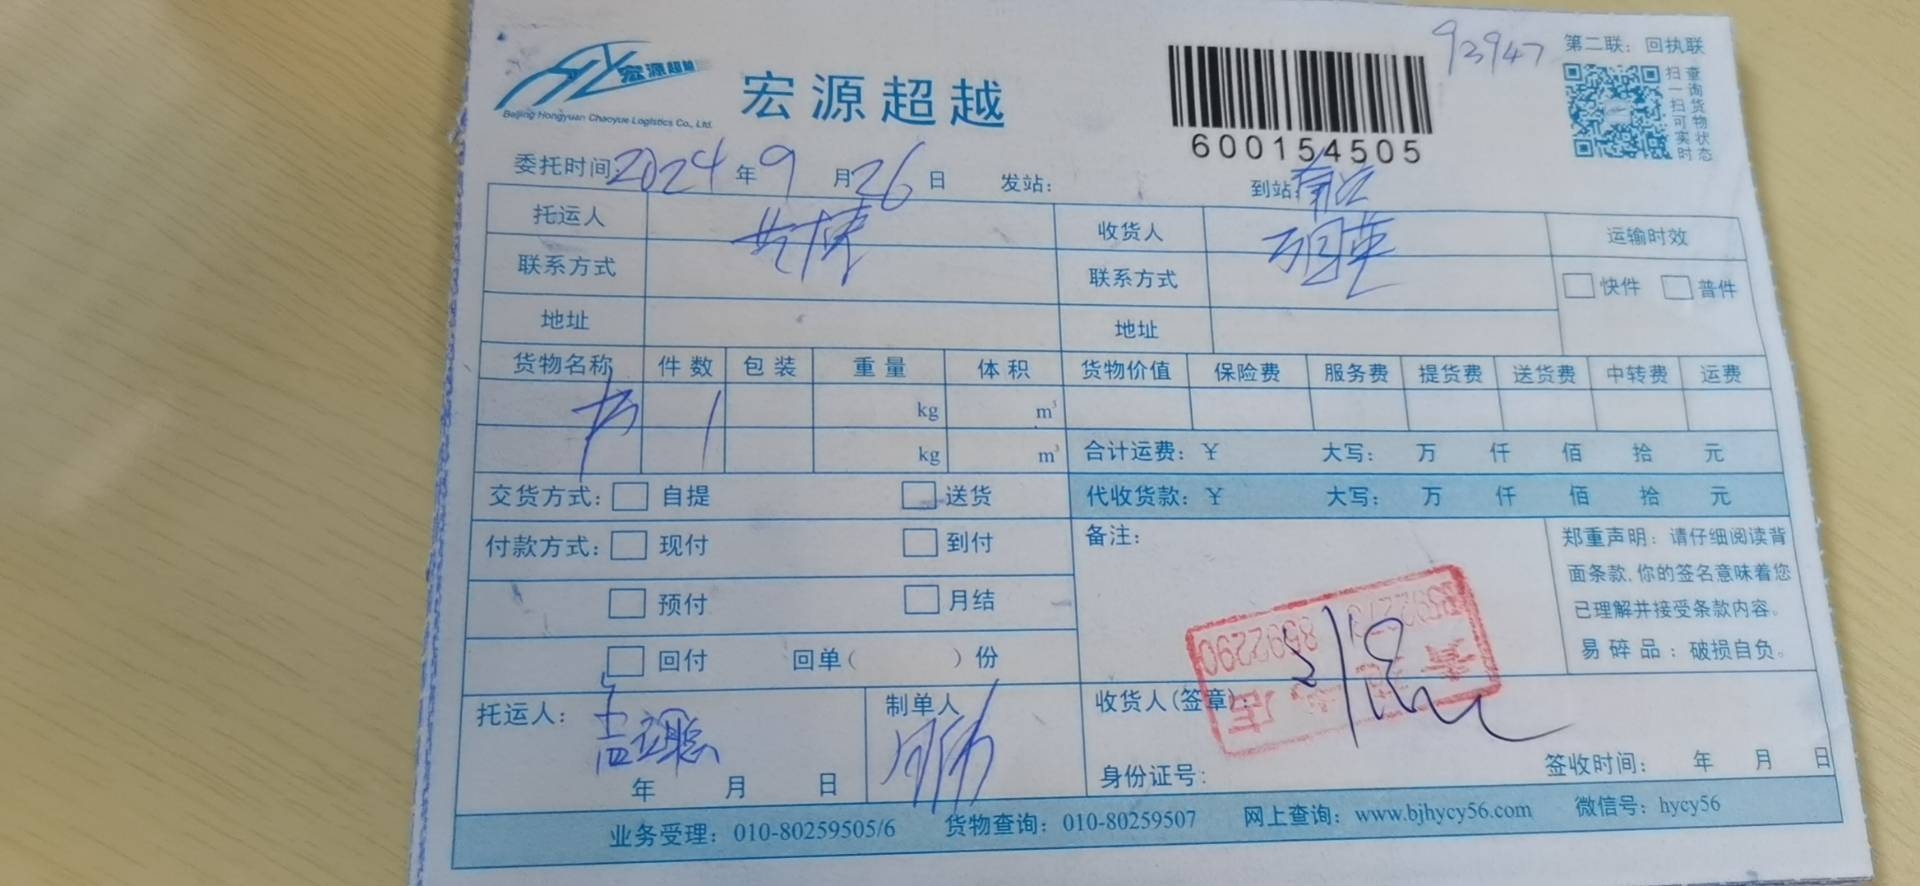 宏源超越
Beijing Hongyuan Chaoyue Logistics Co., Ltd.
宏源超越
600154505
93947
第二联：回执联
扫一扫可实时
查询货物状态
委托时间：2024年9月26日 发站： 到站：
托运人 收货人 运输时效
联系方式 联系方式 快件 普件
地址 地址
货物名称 件数 包装 重量 体积 货物价值 保险费 服务费 提货费 送货费 中转费 运费
1 kg m³
kg m³ 合计运费：￥ 大写： 万 仟 佰 拾 元
交货方式： 自提 送货 代收货款：￥ 大写： 万 仟 佰 拾 元
付款方式： 现付 到付 备注：
预付 月结
回付 回单（ ）份
郑重声明：请仔细阅读背
面条款,你的签名意味着您
已理解并接受条款内容。
易碎品：破损自负。
8592290
托运人：孟聪 制单人 收货人(签章)：
年 月 日 身份证号： 签收时间： 年 月 日
业务受理：010-80259505/6 货物查询：010-80259507 网上查询：www.bjhycy56.com 微信号：hycy56